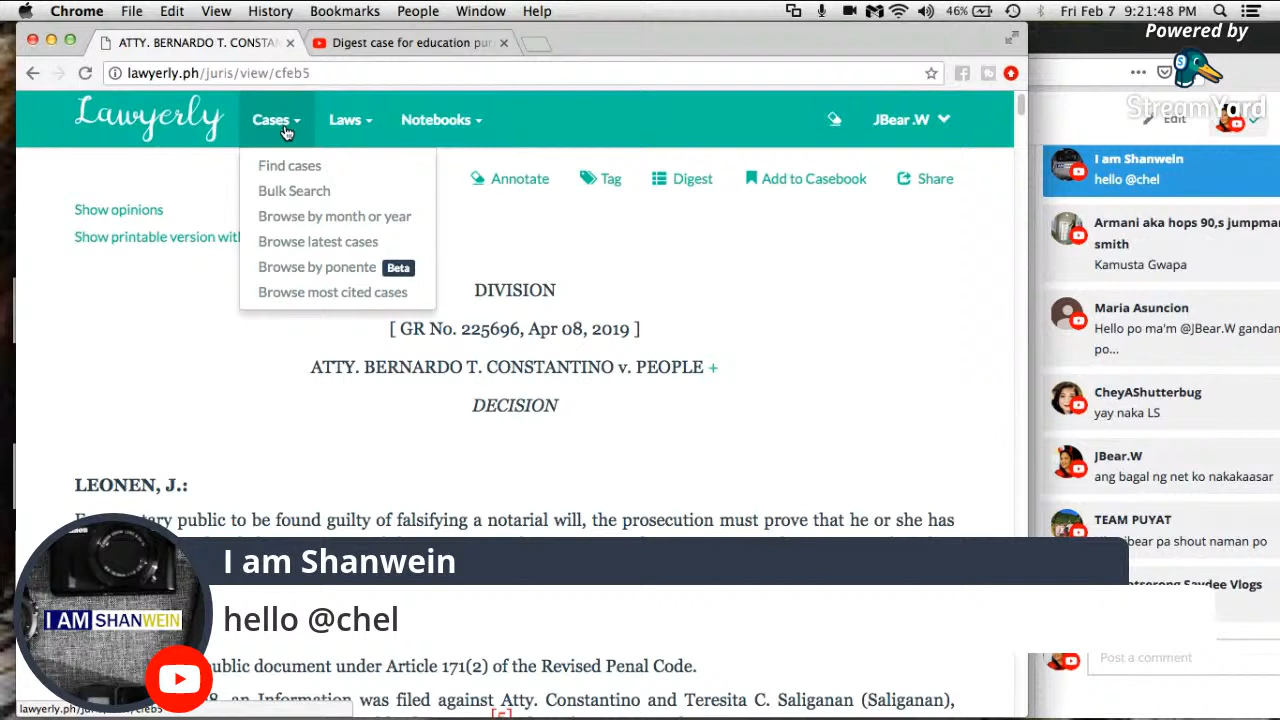 Chrome File Edit View History Bookmarks People Window Help 46% Fri Feb 7 9:21:48 PM
Powered by
StreamYard
ATTY. BERNARDO T. CONSTAN
Digest case for education pur
lawyerly.ph/juris/view/cfeb5
Lawyerly
Cases
Laws
Notebooks
JBear .W
Find cases
Bulk Search
Browse by month or year
Browse latest cases
Browse by ponente Beta
Browse most cited cases
Annotate
Tag
Digest
Add to Casebook
Share
Show opinions
Show printable version with
DIVISION
[ GR No. 225696, Apr 08, 2019 ]
ATTY. BERNARDO T. CONSTANTINO v. PEOPLE +
DECISION
LEONEN, J.:
public to be found guilty of falsifying a notarial will, the prosecution must prove that he or she has
public document under Article 171(2) of the Revised Penal Code.
an Information was filed against Atty. Constantino and Teresita C. Saliganan (Saliganan),
[5]
lawyerly.ph/juris/view/cfeb5
Edit
I am Shanwein
hello @chel
Armani aka hops 90,s jumpma
smith
Kamusta Gwapa
Maria Asuncion
Hello po ma'm @JBear.W gandan
po...
CheyAShutterbug
yay naka LS
JBear.W
ang bagal ng net ko nakakaasar
TEAM PUYAT
bear pa shout naman po
Saydee Vlogs
Post a comment
I am Shanwein
hello @chel
I AM SHANWEIN